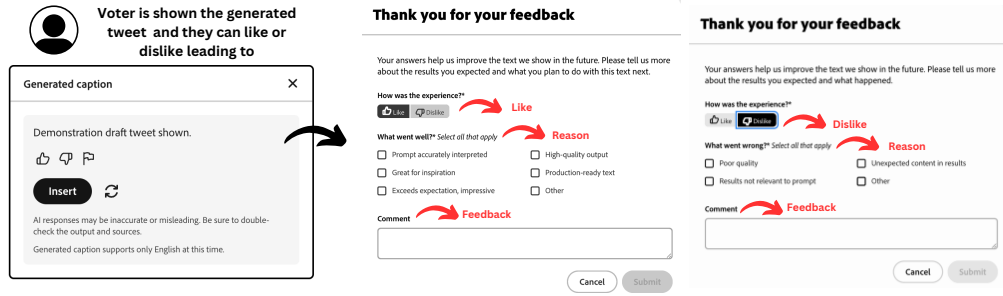 Voter is shown the generated
tweet and they can like or
dislike leading to
Generated caption
Demonstration draft tweet shown.
Insert
AI responses may be inaccurate or misleading. Be sure to double-
check the output and sources.
Generated caption supports only English at this time.
Thank you for your feedback
Your answers help us improve the text we show in the future. Please tell us more
about the results you expected and what you plan to do with this text next.
How was the experience?*
Like Dislike
Like
What went well?* Select all that apply
Reason
Prompt accurately interpreted
High-quality output
Great for inspiration
Production-ready text
Exceeds expectation, impressive
Other
Comment
Feedback
Cancel
Submit
Thank you for your feedback
Your answers help us improve the text we show in the future. Please tell us more
about the results you expected and what happened.
How was the experience?*
Like Dislike
Dislike
What went wrong?* Select all that apply
Reason
Poor quality
Unexpected content in results
Results not relevant to prompt
Other
Comment
Feedback
Cancel
Submit